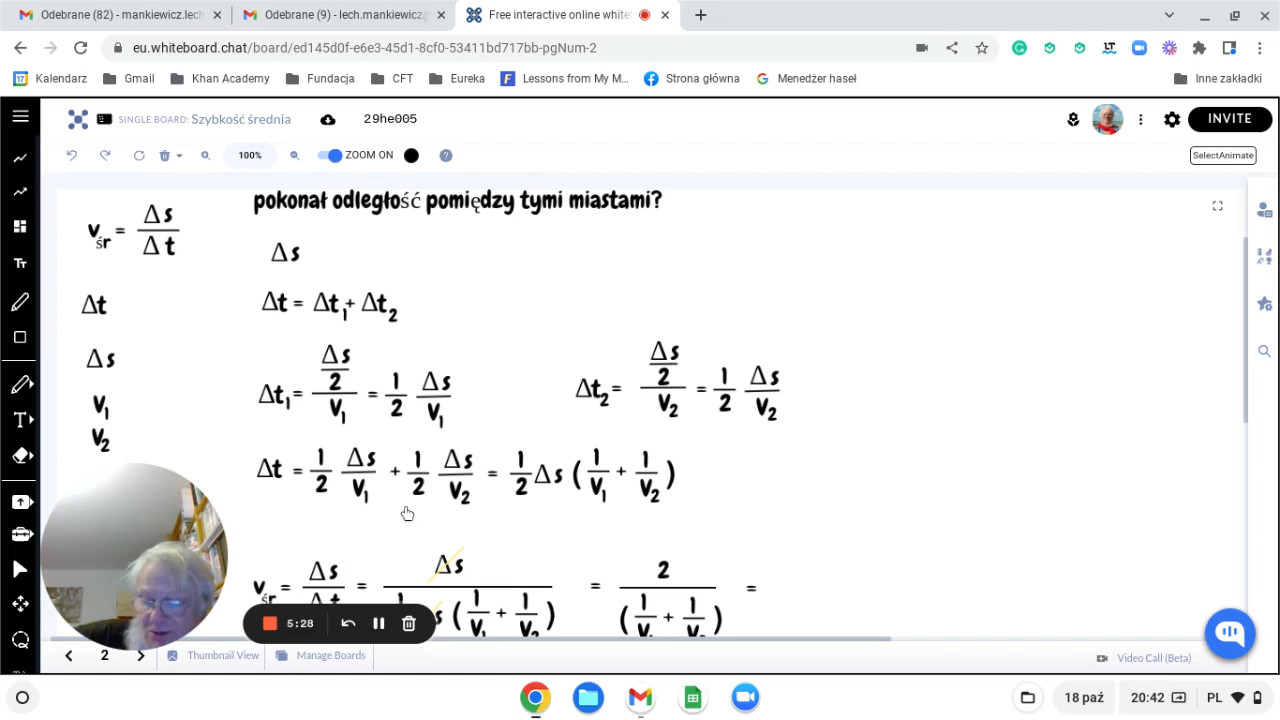 Odebrane (82) - mankiewicz.lech
Odebrane (9) - lech.mankiewicz@
Free interactive online white
eu.whiteboard.chat/board/ed145d0f-e6e3-45d1-8cf0-53411bd717bb-pgNum-2
Kalendarz
Gmail
Khan Academy
Fundacja
CFT
Eureka
Lessons from My M...
Strona główna
Menedżer haseł
Inne zakładki
SINGLE BOARD: Szybkość średnia
29he005
INVITE
100%
ZOOM ON
SelectAnimate
pokonał odległość pomiędzy tymi miastami?
v_śr = Δs / Δt
Δs
Δt = Δt₁ + Δt₂
Δt
Δs
v₁
v₂
Δt₁ = (Δs/2) / v₁ = 1/2 Δs/v₁
Δt₂ = (Δs/2) / v₂ = 1/2 Δs/v₂
Δt = 1/2 Δs/v₁ + 1/2 Δs/v₂ = 1/2 Δs (1/v₁ + 1/v₂)
v_śr = Δs / Δt = Δs / 1 s (1/v₁ + 1/v₂) = 2 / (1/v₁ + 1/v₂) =
5:28
2
Thumbnail View
Manage Boards
Video Call (Beta)
18 paź
20:42
PL